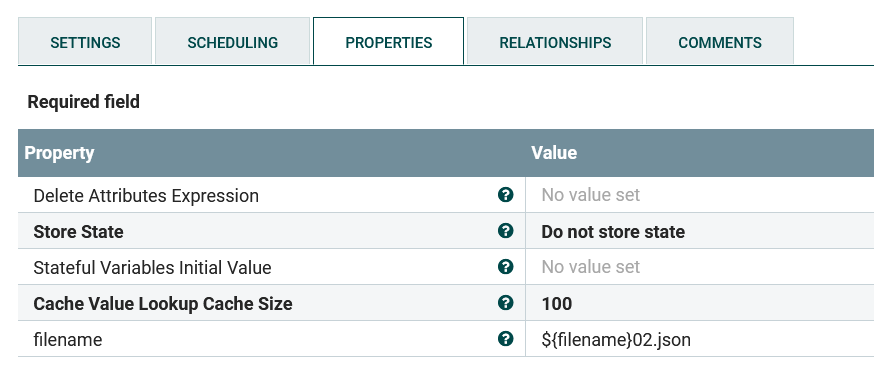 SETTINGS SCHEDULING PROPERTIES RELATIONSHIPS COMMENTS
Required field
Property Value
Delete Attributes Expression ? No value set
Store State ? Do not store state
Stateful Variables Initial Value ? No value set
Cache Value Lookup Cache Size ? 100
filename ? ${filename}02.json